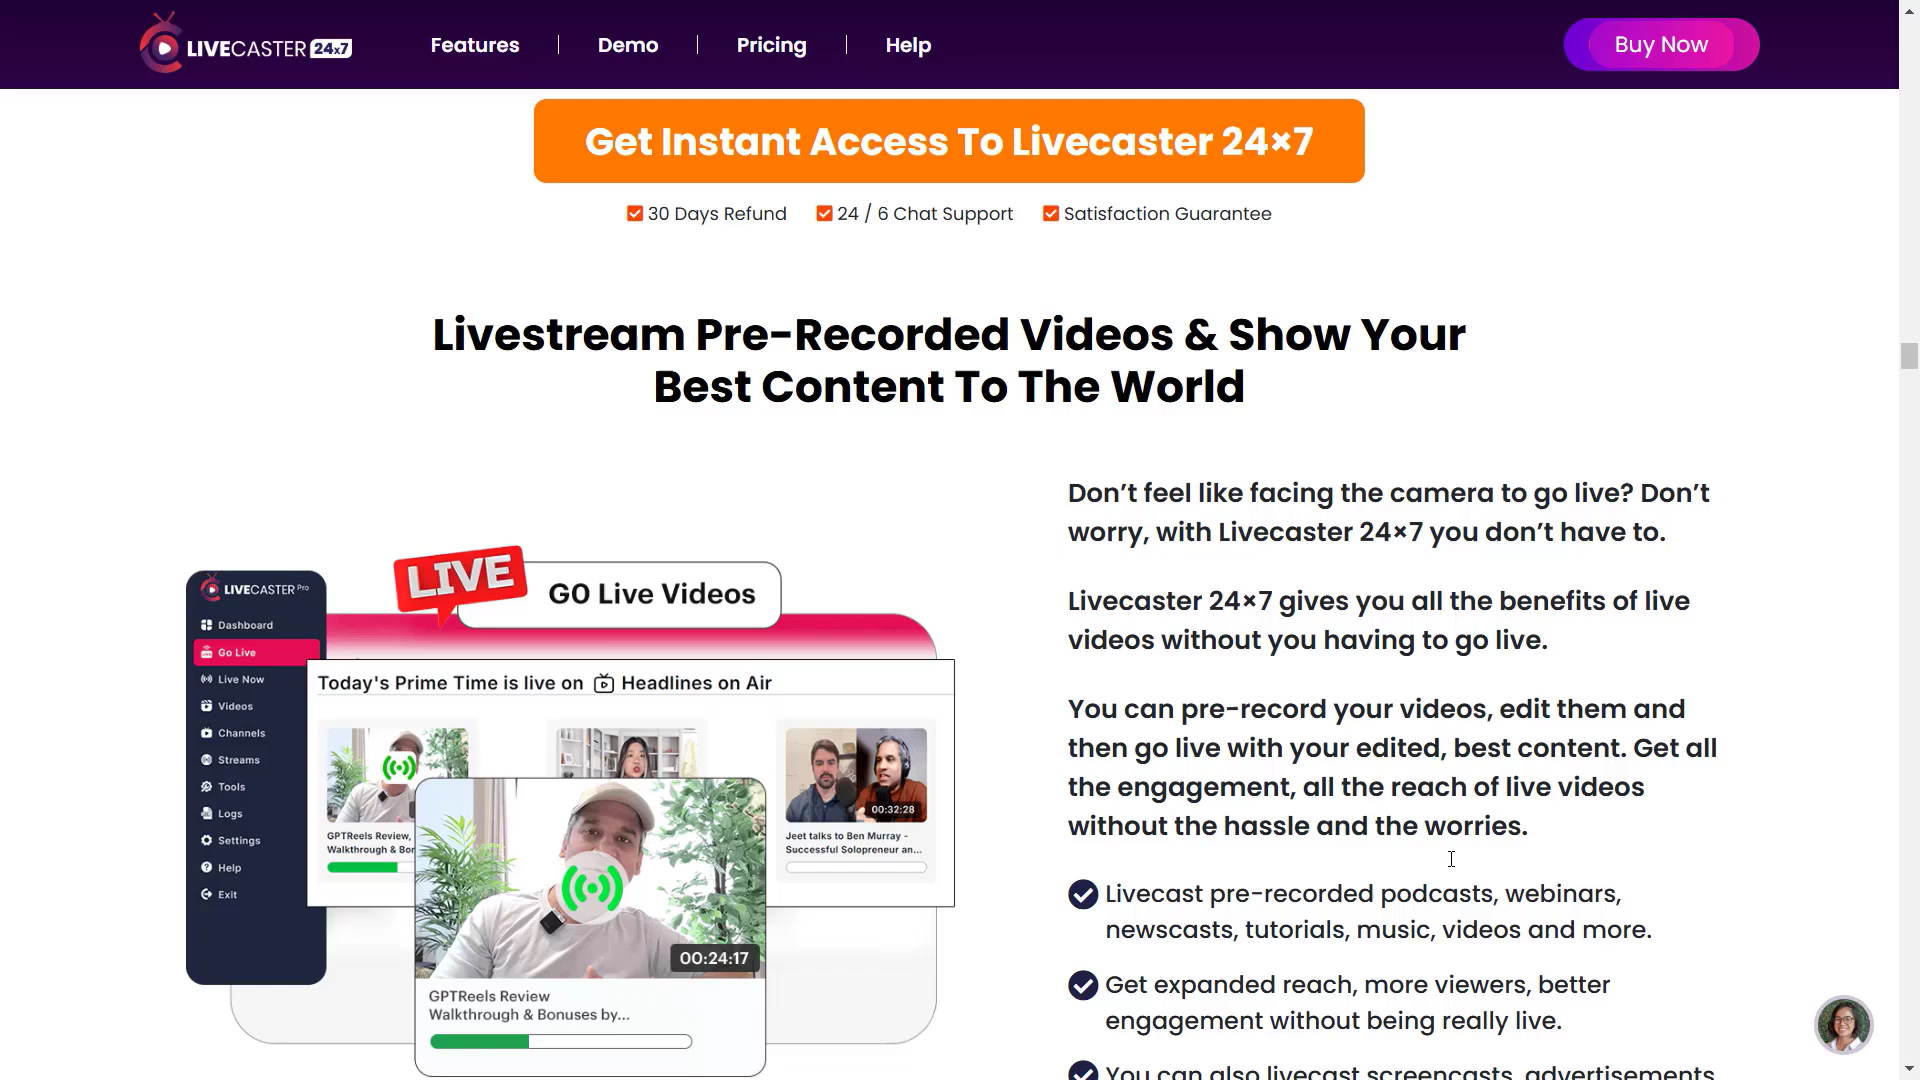 LIVECASTER 24x7
Features
Demo
Pricing
Help
Buy Now
Get Instant Access To Livecaster 24×7
30 Days Refund
24 / 6 Chat Support
Satisfaction Guarantee
Livestream Pre-Recorded Videos & Show Your
Best Content To The World
LIVECASTER Pro
Dashboard
Go Live
Live Now
Videos
Channels
Streams
Tools
Logs
Settings
Help
Exit
LIVE
GO Live Videos
Today's Prime Time is live on Headlines on Air
GPTReels Review,
Walkthrough & Bon
00:32:28
Jeet talks to Ben Murray -
Successful Solopreneur an...
00:24:17
GPTReels Review
Walkthrough & Bonuses by...
Don’t feel like facing the camera to go live? Don’t
worry, with Livecaster 24×7 you don’t have to.
Livecaster 24×7 gives you all the benefits of live
videos without you having to go live.
You can pre-record your videos, edit them and
then go live with your edited, best content. Get all
the engagement, all the reach of live videos
without the hassle and the worries.
Livecast pre-recorded podcasts, webinars,
newscasts, tutorials, music, videos and more.
Get expanded reach, more viewers, better
engagement without being really live.
You can also livecast screencasts, advertisements